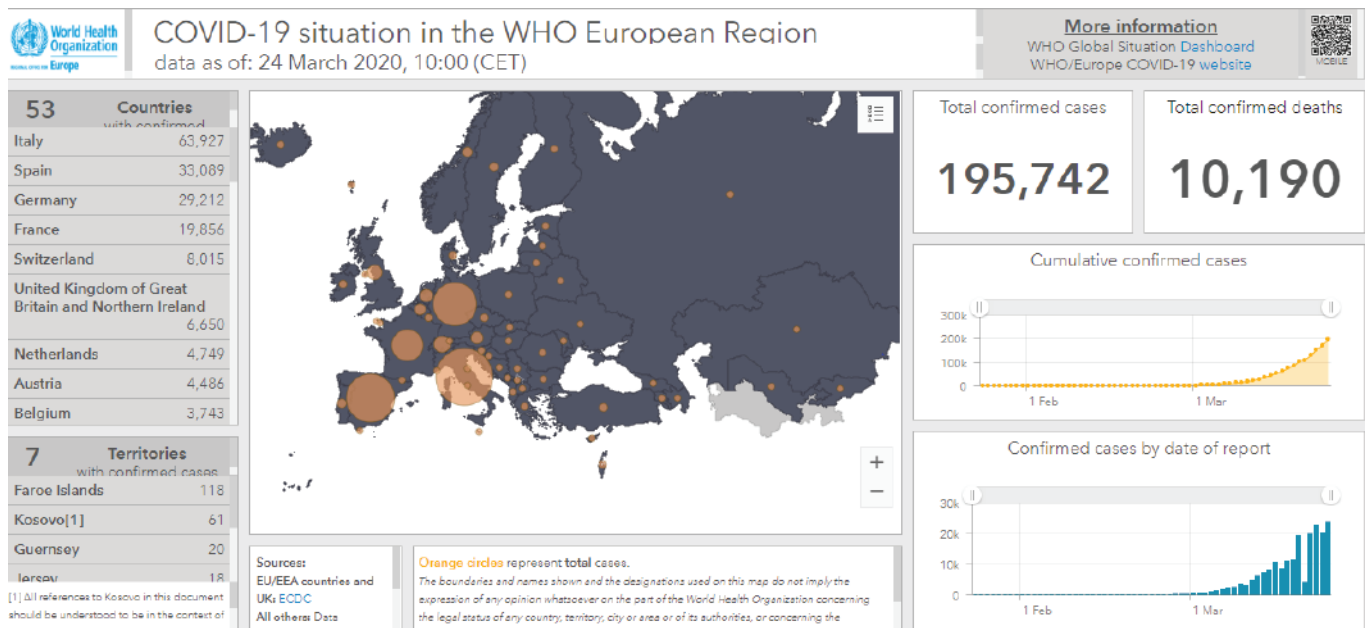 World Health
Organization
REGIONAL OFFICE FOR Europe
COVID-19 situation in the WHO European Region
data as of: 24 March 2020, 10:00 (CET)
More information
WHO Global Situation Dashboard
WHO/Europe COVID-19 website
MOBILE
53 Countries
with confirmed
Italy 63,927
Spain 33,089
Germany 29,212
France 19,856
Switzerland 8,015
United Kingdom of Great
Britain and Northern Ireland
6,650
Netherlands 4,749
Austria 4,486
Belgium 3,743
7 Territories
with confirmed cases
Faroe Islands 118
Kosovo[1] 61
Guernsey 20
Jersey 18
[1] All references to Kosovo in this document
should be understood to be in the context of
+
−
Sources:
EU/EEA countries and
UK: ECDC
All others: Data
Orange circles represent total cases.
The boundaries and names shown and the designations used on this map do not imply the
expression of any opinion whatsoever on the part of the World Health Organization concerning
the legal status of any country, territory, city or area or of its authorities, or concerning the
Total confirmed cases
195,742
Total confirmed deaths
10,190
Cumulative confirmed cases
300k
200k
100k
0
1 Feb 1 Mar
Confirmed cases by date of report
30k
20k
10k
0
1 Feb 1 Mar